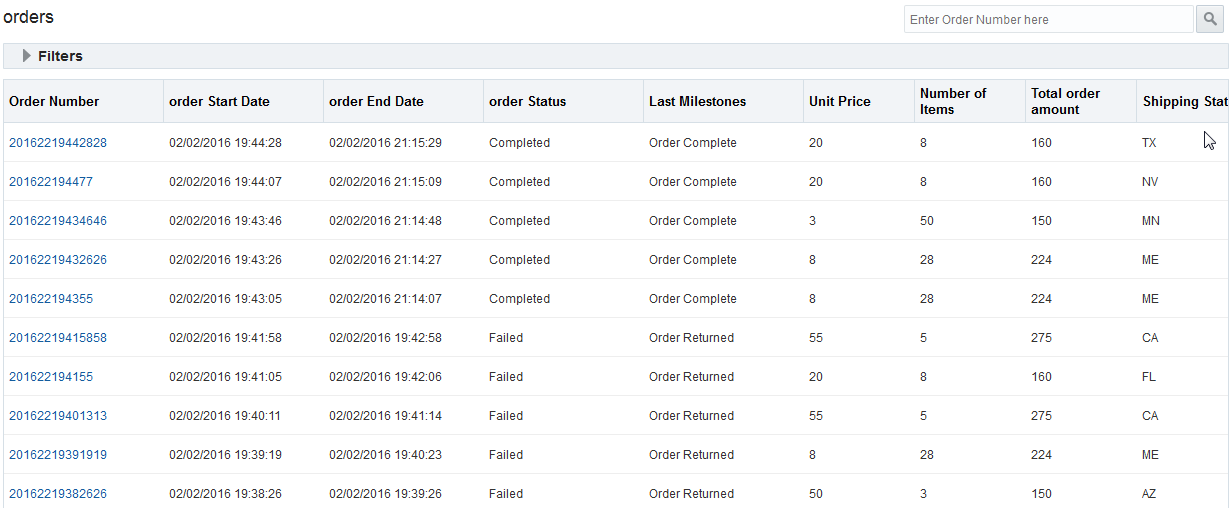 orders
Enter Order Number here
Filters
Order Number order Start Date order End Date order Status Last Milestones Unit Price Number of Items Total order amount Shipping Stat
20162219442828 02/02/2016 19:44:28 02/02/2016 21:15:29 Completed Order Complete 20 8 160 TX
201622194477 02/02/2016 19:44:07 02/02/2016 21:15:09 Completed Order Complete 20 8 160 NV
20162219434646 02/02/2016 19:43:46 02/02/2016 21:14:48 Completed Order Complete 3 50 150 MN
20162219432626 02/02/2016 19:43:26 02/02/2016 21:14:27 Completed Order Complete 8 28 224 ME
201622194355 02/02/2016 19:43:05 02/02/2016 21:14:07 Completed Order Complete 8 28 224 ME
20162219415858 02/02/2016 19:41:58 02/02/2016 19:42:58 Failed Order Returned 55 5 275 CA
201622194155 02/02/2016 19:41:05 02/02/2016 19:42:06 Failed Order Returned 20 8 160 FL
20162219401313 02/02/2016 19:40:11 02/02/2016 19:41:14 Failed Order Returned 55 5 275 CA
20162219391919 02/02/2016 19:39:19 02/02/2016 19:40:23 Failed Order Returned 8 28 224 ME
20162219382626 02/02/2016 19:38:26 02/02/2016 19:39:26 Failed Order Returned 50 3 150 AZ